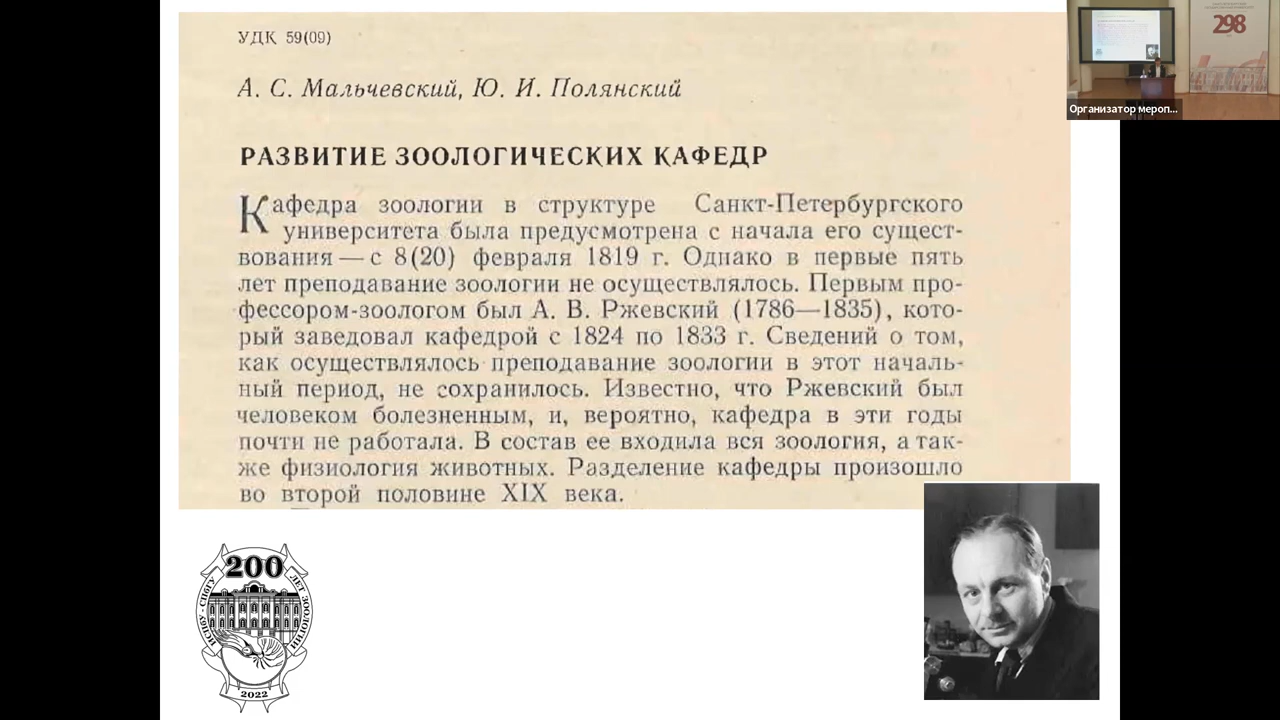 УДК 59(09)
А. С. Мальчевский, Ю. И. Полянский
РАЗВИТИЕ ЗООЛОГИЧЕСКИХ КАФЕДР
Кафедра зоологии в структуре Санкт-Петербургского
университета была предусмотрена с начала его сущест-
вования — с 8(20) февраля 1819 г. Однако в первые пять
лет преподавание зоологии не осуществлялось. Первым про-
фессором-зоологом был А. В. Ржевский (1786—1835), кото-
рый заведовал кафедрой с 1824 по 1833 г. Сведений о том,
как осуществлялось преподавание зоологии в этот началь-
ный период, не сохранилось. Известно, что Ржевский был
человеком болезненным, и, вероятно, кафедра в эти годы
почти не работала. В состав ее входила вся зоология, а так-
же физиология животных. Разделение кафедры произошло
во второй половине XIX века.
298
Организатор мероп...
200
ЛЕТ ЗООЛОГИИ
СПбГУ
2022